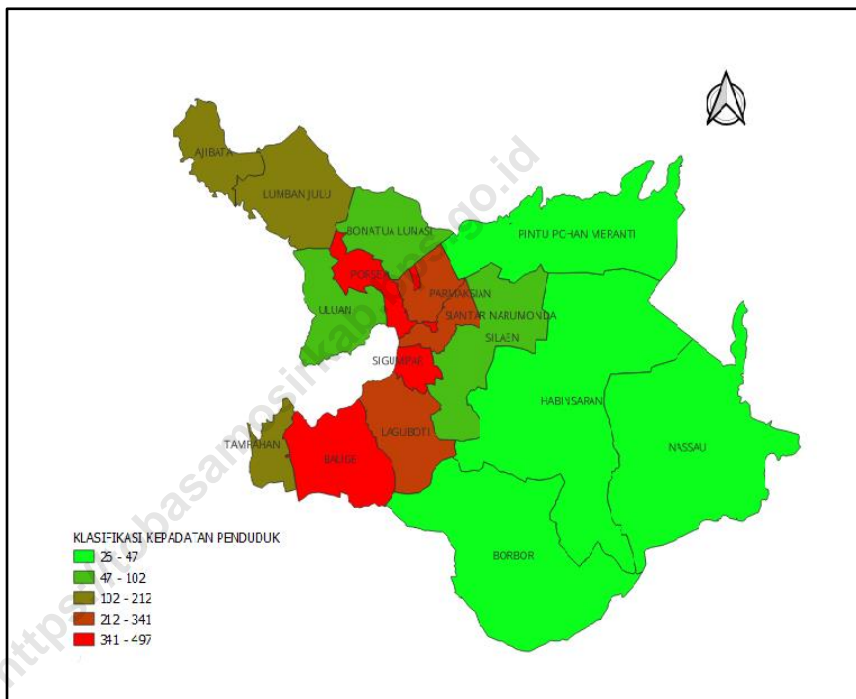 AJIBATA
LUMBAN JULU
BONATUA LUNASI
PINTU POHAN MERANTI
PORSEA
PARMAKSIAN
ULUAN
SIANTAR NARUMONDA
SILAEN
SIGUMPAR
HABINSARAN
LAGUBOTI
TAMPAHAN
BALIGE
NASSAU
BORBOR
KLASIFIKASI KEPADATAN PENDUDUK
25 - 47
47 - 102
102 - 212
212 - 341
341 - 497
https://tobasamosirkab.bps.go.id